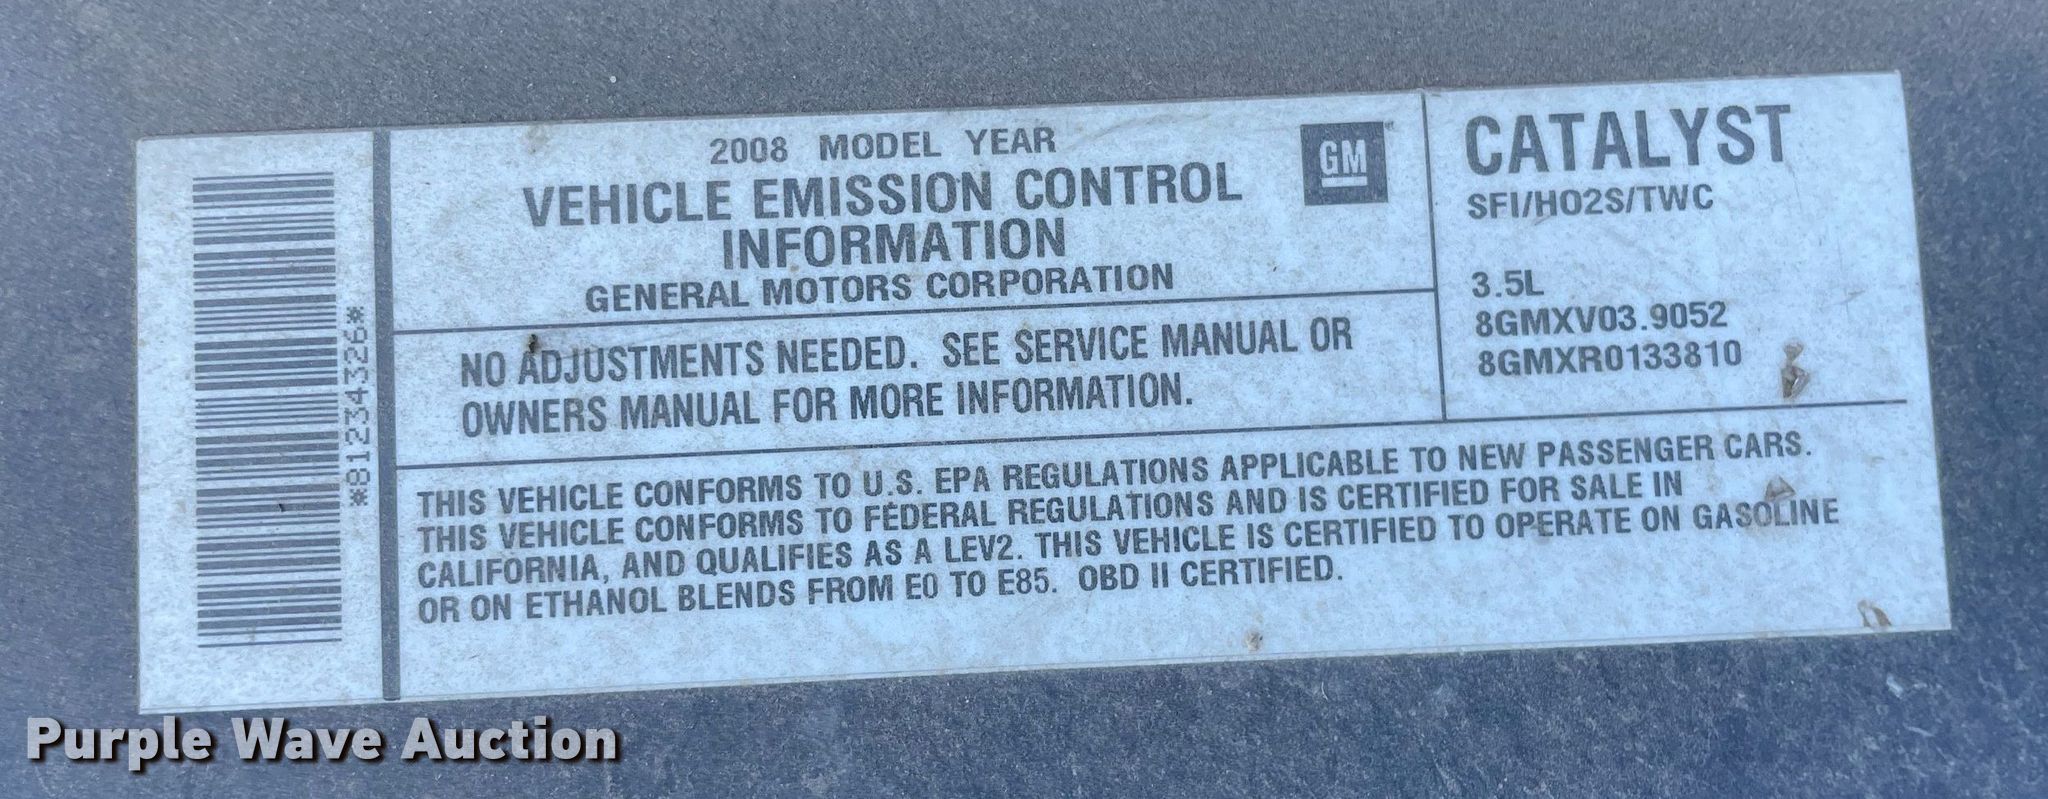 *81234326*
2008 MODEL YEAR
VEHICLE EMISSION CONTROL
INFORMATION
GENERAL MOTORS CORPORATION
GM
NO ADJUSTMENTS NEEDED. SEE SERVICE MANUAL OR
OWNERS MANUAL FOR MORE INFORMATION.
CATALYST
SFI/HO2S/TWC
3.5L
8GMXV03.9052
8GMXR0133810
THIS VEHICLE CONFORMS TO U.S. EPA REGULATIONS APPLICABLE TO NEW PASSENGER CARS.
THIS VEHICLE CONFORMS TO FEDERAL REGULATIONS AND IS CERTIFIED FOR SALE IN
CALIFORNIA, AND QUALIFIES AS A LEV2. THIS VEHICLE IS CERTIFIED TO OPERATE ON GASOLINE
OR ON ETHANOL BLENDS FROM E0 TO E85. OBD II CERTIFIED.
Purple Wave Auction